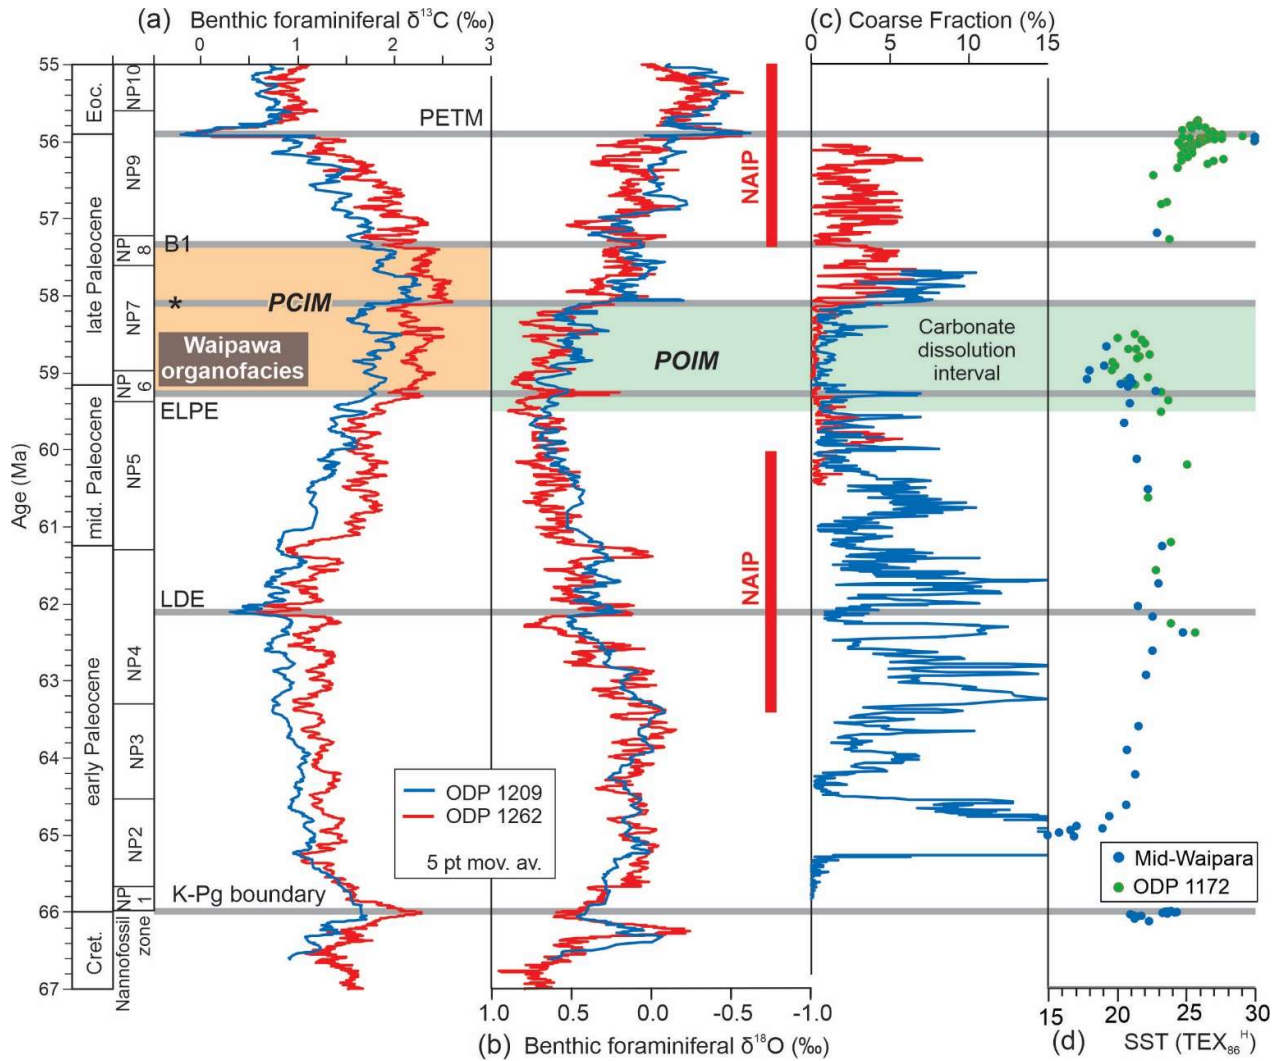 (a) Benthic foraminiferal δ¹³C (‰)
(c) Coarse Fraction (%)
0 1 2 3
0 5 10 15
55
56
57
58
59
60
61
62
63
64
65
66
67
Age (Ma)
Eoc.
late Paleocene
mid. Paleocene
early Paleocene
Cret.
NP10
NP9
NP 8
NP7
NP 6
NP5
NP4
NP3
NP2
NP 1
Nannofossil zone
PETM
B1
*
PCIM
Waipawa
organofacies
ELPE
LDE
K-Pg boundary
NAIP
POIM
NAIP
Carbonate
dissolution
interval
ODP 1209
ODP 1262
5 pt mov. av.
Mid-Waipara
ODP 1172
1.0 0.5 0.0 -0.5 -1.0
15 20 25 30
(b) Benthic foraminiferal δ¹⁸O (‰)
(d) SST (TEX₈₆ᴴ)